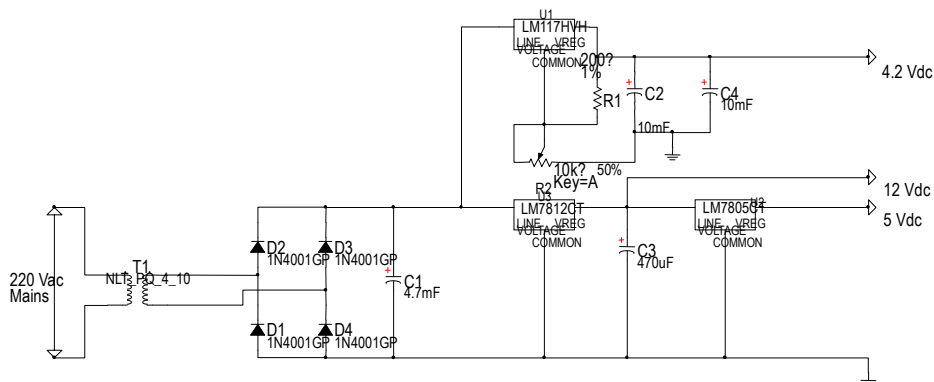 U1
LM117HVH
LINE VREG
VOLTAGE
COMMON
200?
1%
R1
C2
10mF
C4
10mF
4.2 Vdc
10k? 50%
Key=A
R2
U3
LM7812CT
LINE VREG
VOLTAGE
COMMON
U2
LM7805CT
LINE VREG
VOLTAGE
COMMON
12 Vdc
5 Vdc
C3
470uF
220 Vac
Mains
T1
NLT_PQ_4_10
D2
1N4001GP
D3
1N4001GP
C1
4.7mF
D1
1N4001GP
D4
1N4001GP